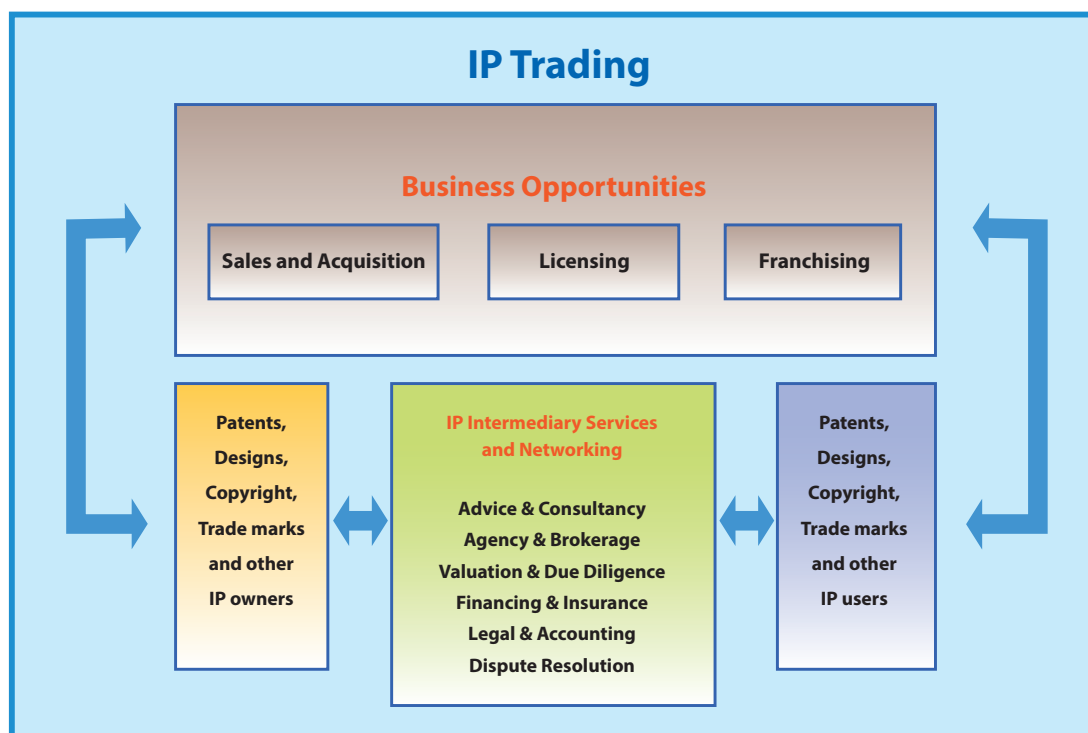 IP Trading
Business Opportunities
Sales and Acquisition
Licensing
Franchising
Patents,
Designs,
Copyright,
Trade marks
and other
IP owners
IP Intermediary Services
and Networking
Advice & Consultancy
Agency & Brokerage
Valuation & Due Diligence
Financing & Insurance
Legal & Accounting
Dispute Resolution
Patents,
Designs,
Copyright,
Trade marks
and other
IP users